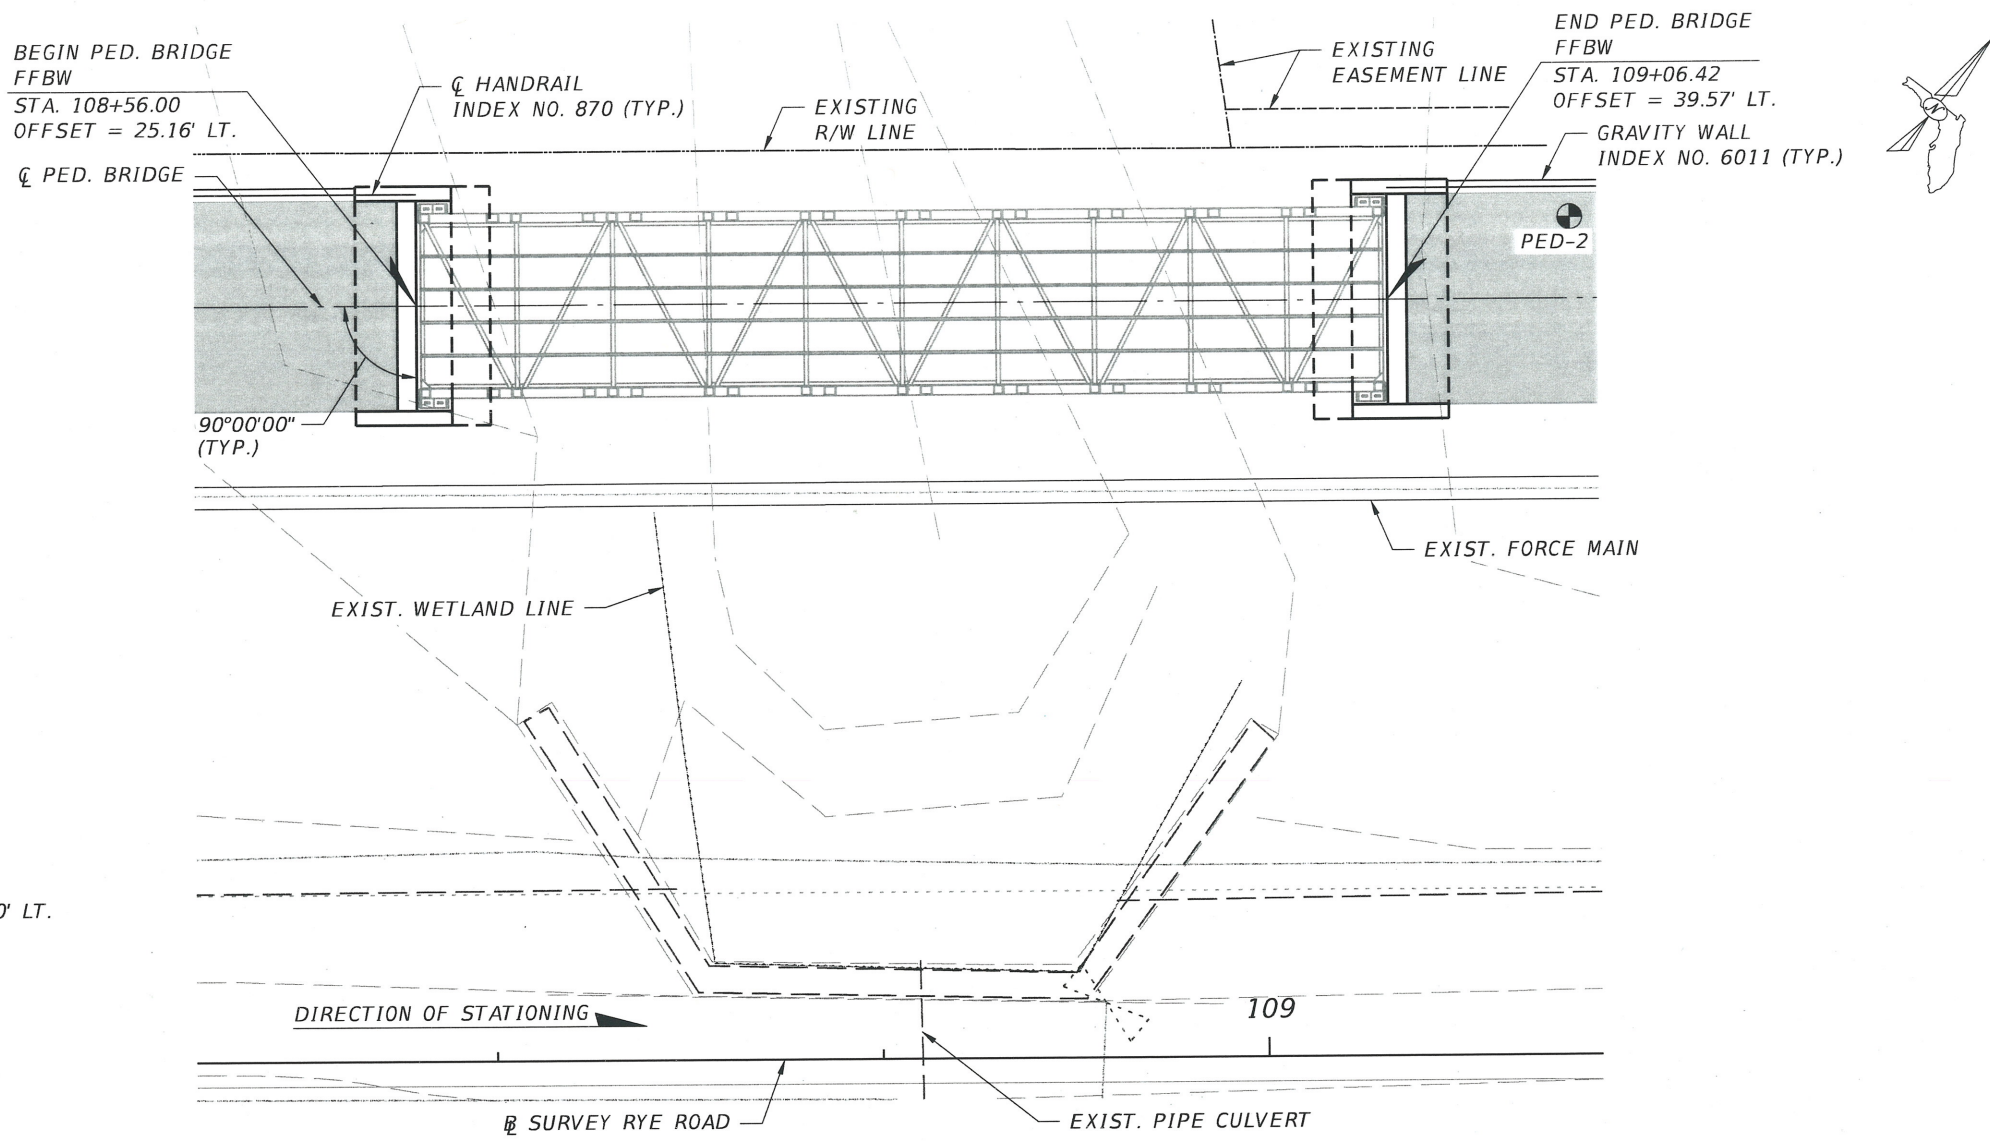 BEGIN PED. BRIDGE
FFBW
STA. 108+56.00
OFFSET = 25.16' LT.
℄ PED. BRIDGE
℄ HANDRAIL
INDEX NO. 870 (TYP.)
EXISTING
R/W LINE
EXISTING
EASEMENT LINE
END PED. BRIDGE
FFBW
STA. 109+06.42
OFFSET = 39.57' LT.
GRAVITY WALL
INDEX NO. 6011 (TYP.)
N
PED-2
90°00'00"
(TYP.)
EXIST. FORCE MAIN
EXIST. WETLAND LINE
0' LT.
DIRECTION OF STATIONING
109
BL SURVEY RYE ROAD
EXIST. PIPE CULVERT